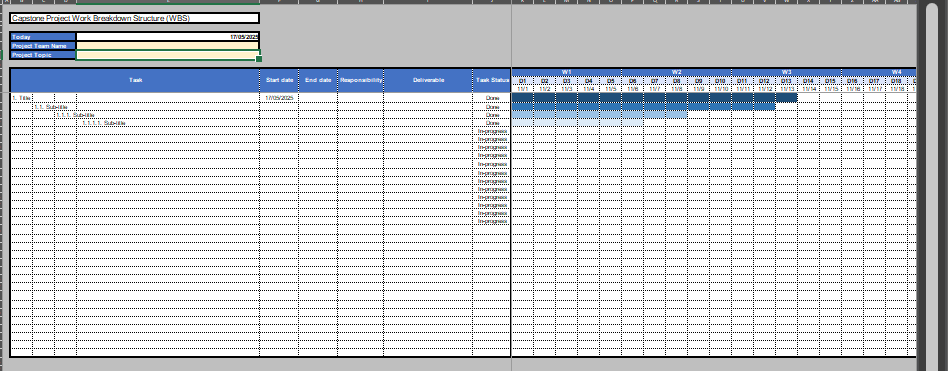 Capstone Project Work Breakdown Structure (WBS)
Today 17/05/2025
Project Team Name
Project Topic
W1 W2 W3 W4
Task Start date End date Responsibility Deliverable Task Status D1 D2 D3 D4 D5 D6 D7 D8 D9 D10 D11 D12 D13 D14 D15 D16 D17 D18
11/1 11/2 11/3 11/4 11/5 11/6 11/7 11/8 11/9 11/10 11/11 11/12 11/13 11/14 11/15 11/16 11/17 11/18
1. Title 17/05/2025 Done
1.1. Sub-title Done
1.1.1. Sub-title Done
1.1.1.1. Sub-title Done
In-progress
In-progress
In-progress
In-progress
In-progress
In-progress
In-progress
In-progress
In-progress
In-progress
In-progress
In-progress